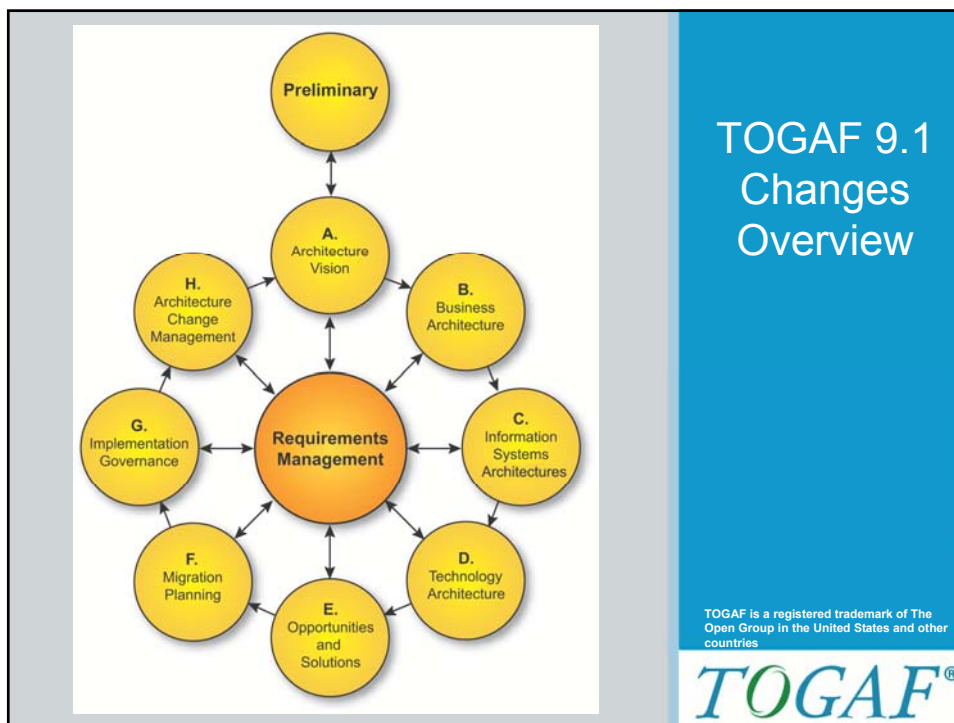 Preliminary
A.
Architecture
Vision
B.
Business
Architecture
C.
Information
Systems
Architectures
D.
Technology
Architecture
E.
Opportunities
and
Solutions
F.
Migration
Planning
G.
Implementation
Governance
H.
Architecture
Change
Management
Requirements
Management
TOGAF 9.1
Changes
Overview
TOGAF is a registered trademark of The
Open Group in the United States and other
countries
TOGAF®